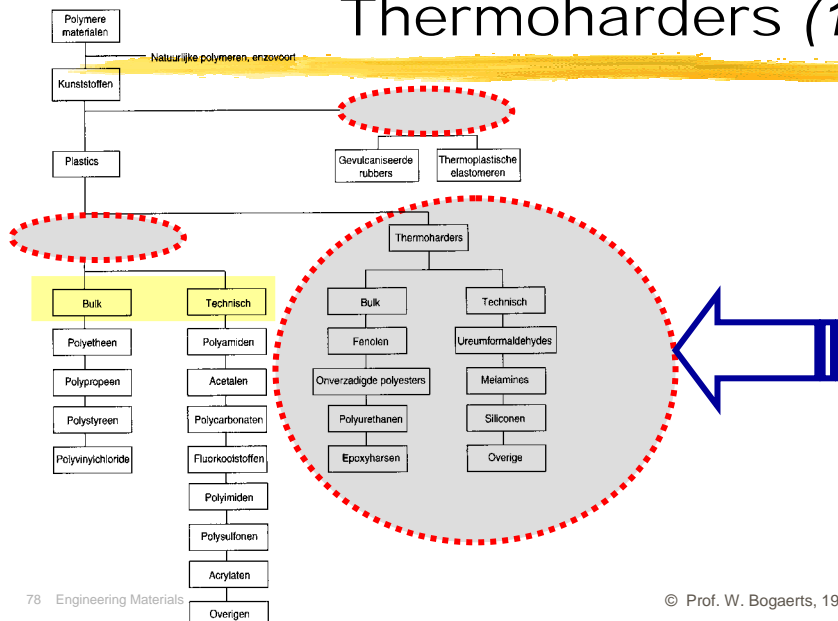 Thermoharders (1
Polymere
materialen
Natuurlijke polymeren, enzovoort
Kunststoffen
Plastics
Gevulcaniseerde
rubbers
Thermoplastische
elastomeren
Thermoharders
Bulk
Technisch
Bulk
Technisch
Polyetheen
Polyamiden
Fenolen
Ureumformaldehydes
Polypropeen
Acetalen
Onverzadigde polyesters
Melamines
Polystyreen
Polycarbonaten
Polyurethanen
Siliconen
Polyvinylchloride
Fluorkoolstoffen
Epoxyharsen
Overige
Polyimiden
Polysulfonen
Acrylaten
Overigen
78 Engineering Materials
© Prof. W. Bogaerts, 19